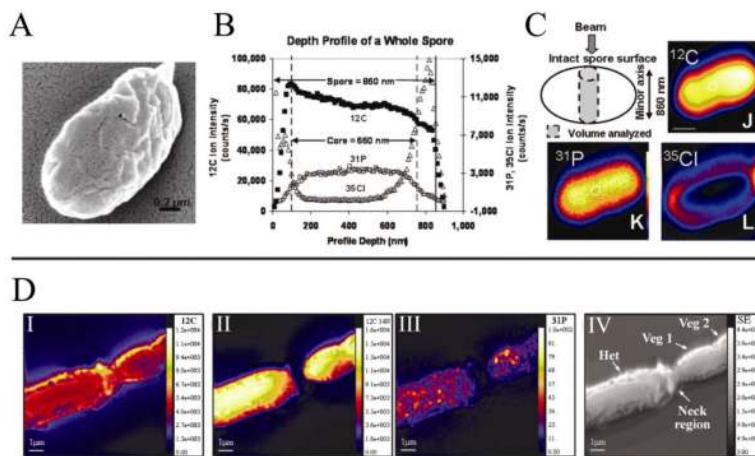 A
0.2 µm
B
Depth Profile of a Whole Spore
12C Ion Intensity
[counts/s]
100,000
80,000
60,000
40,000
20,000
0
Spore = 860 nm
12C
Core = 660 nm
31P
35Cl
0
200
400
600
800
1,000
Profile Depth (nm)
15,000
11,000
7,000
3,000
-1,000
31P, 35Cl Ion Intensity
[counts/s]
C
Beam
Intact spore surface
Minor axis
860 nm
Volume analyzed
12C
J
31P
K
35Cl
L
D
I
12C
1µm
II
1µm
III
31P
1µm
IV
SE
Veg 2
Veg 1
Het
Neck
region
1µm